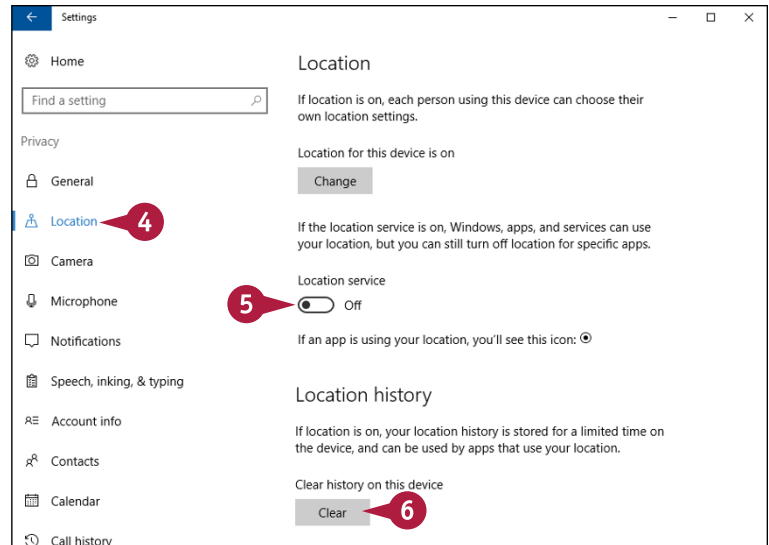 Settings
Home
Find a setting
Privacy
General
Location
4
Camera
Microphone
Notifications
Speech, inking, & typing
Account info
Contacts
Calendar
Call history
Location
If location is on, each person using this device can choose their
own location settings.
Location for this device is on
Change
If the location service is on, Windows, apps, and services can use
your location, but you can still turn off location for specific apps.
Location service
5
Off
If an app is using your location, you'll see this icon:
Location history
If location is on, your location history is stored for a limited time on
the device, and can be used by apps that use your location.
Clear history on this device
Clear
6